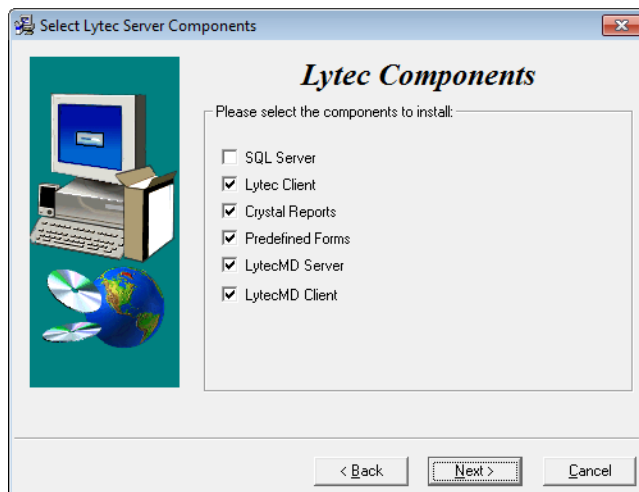 Select Lytec Server Components
Lytec Components
Please select the components to install:
SQL Server
Lytec Client
Crystal Reports
Predefined Forms
LytecMD Server
LytecMD Client
< Back
Next >
Cancel